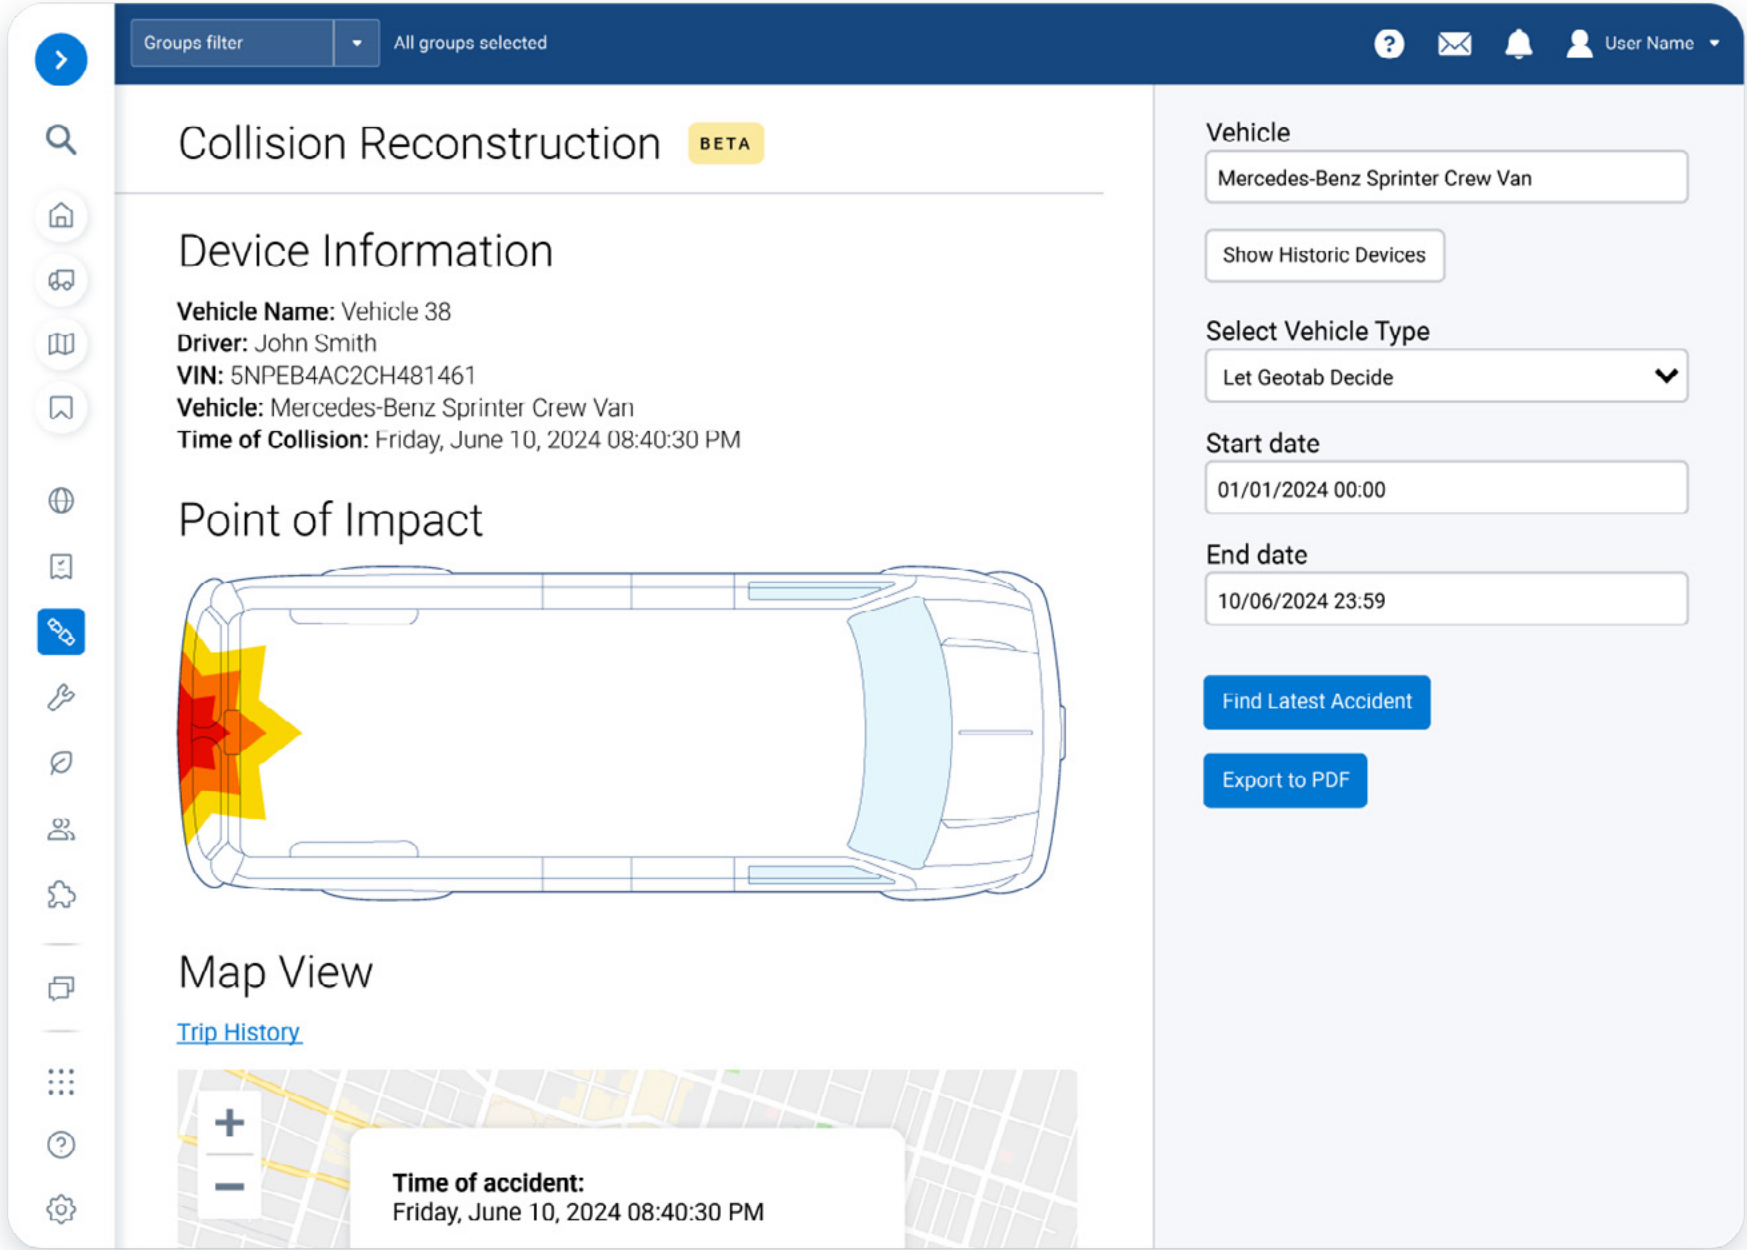 Groups filter
All groups selected
User Name
Collision Reconstruction
BETA
Device Information
Vehicle Name: Vehicle 38
Driver: John Smith
VIN: 5NPEB4AC2CH481461
Vehicle: Mercedes-Benz Sprinter Crew Van
Time of Collision: Friday, June 10, 2024 08:40:30 PM
Point of Impact
Map View
Trip History
+
−
Time of accident:
Friday, June 10, 2024 08:40:30 PM
Vehicle
Mercedes-Benz Sprinter Crew Van
Show Historic Devices
Select Vehicle Type
Let Geotab Decide
Start date
01/01/2024 00:00
End date
10/06/2024 23:59
Find Latest Accident
Export to PDF